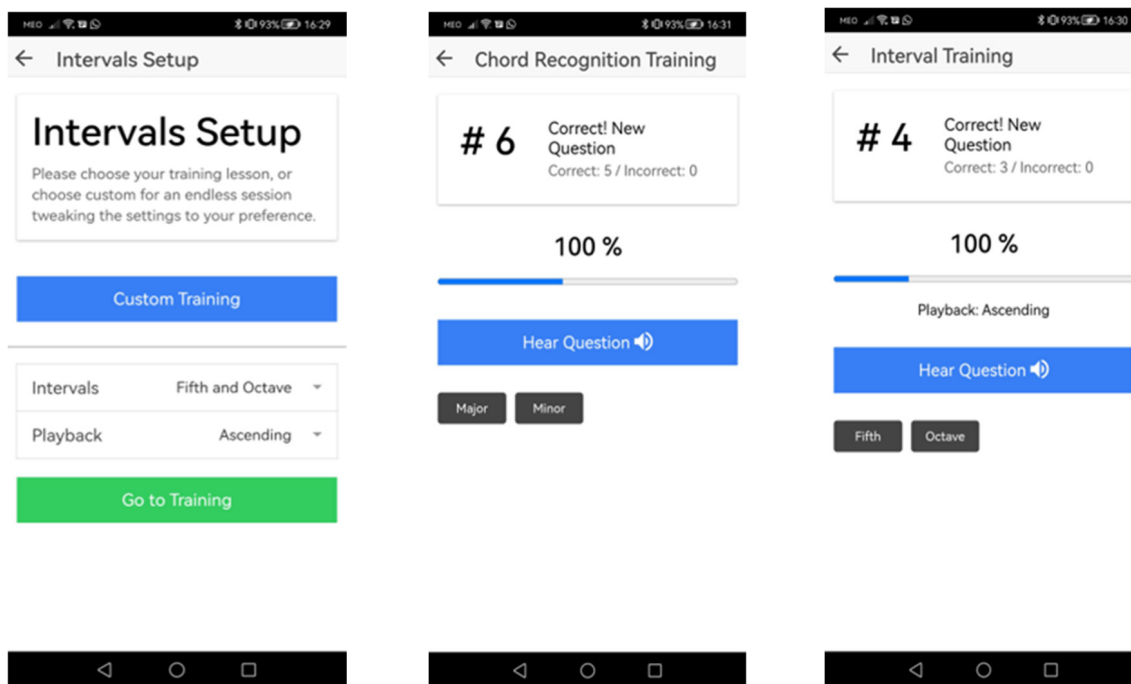 MEO 93% 16:29
Intervals Setup
Intervals Setup
Please choose your training lesson, or
choose custom for an endless session
tweaking the settings to your preference.
Custom Training
Intervals Fifth and Octave
Playback Ascending
Go to Training
MEO 93% 16:31
Chord Recognition Training
# 6
Correct! New
Question
Correct: 5 / Incorrect: 0
100 %
Hear Question
Major Minor
MEO 93% 16:30
Interval Training
# 4
Correct! New
Question
Correct: 3 / Incorrect: 0
100 %
Playback: Ascending
Hear Question
Fifth Octave